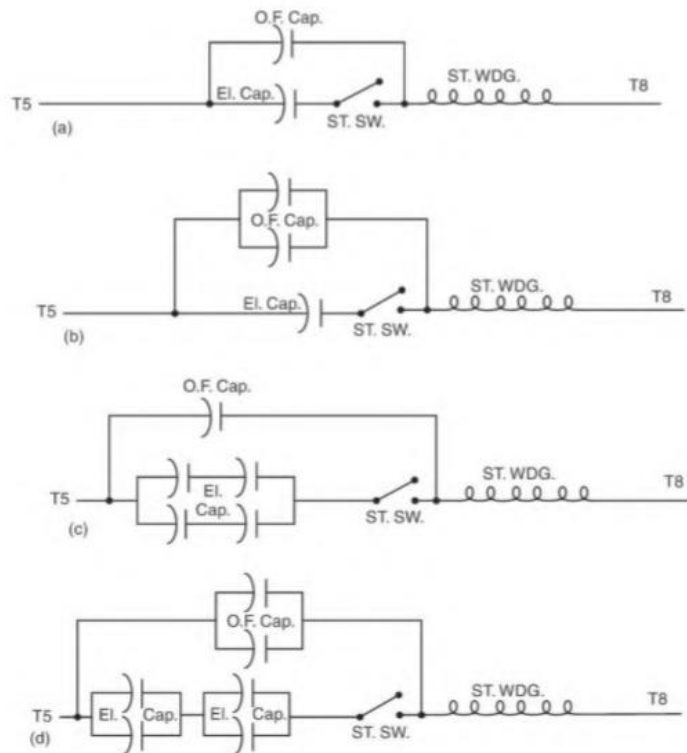 O.F. Cap.
El. Cap.
ST. SW.
ST. WDG.
T5
T8
(a)
O.F. Cap.
El. Cap.
ST. SW.
ST. WDG.
T5
T8
(b)
O.F. Cap.
El.
Cap.
ST. SW.
ST. WDG.
T5
T8
(c)
O.F. Cap.
El. Cap. El. Cap.
ST. SW.
ST. WDG.
T5
T8
(d)